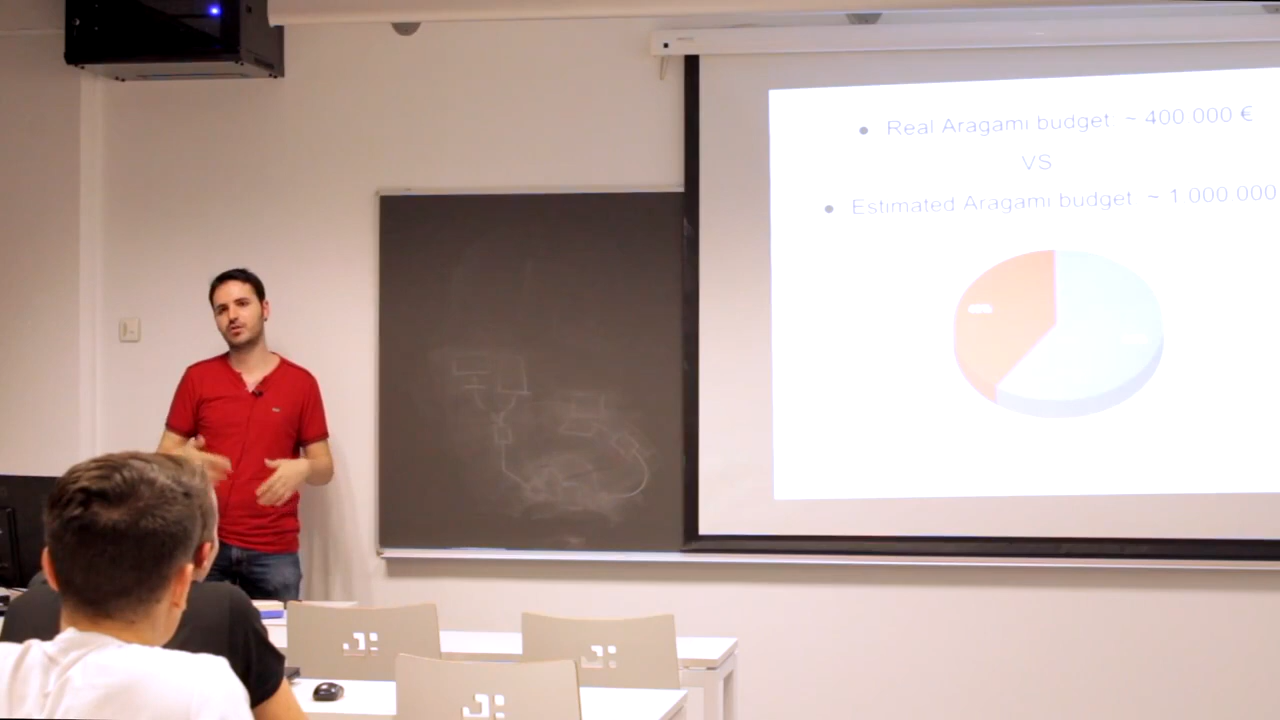 Real Aragami budget ~ 400 000 €
VS
Estimated Aragami budget ~ 1.000 000